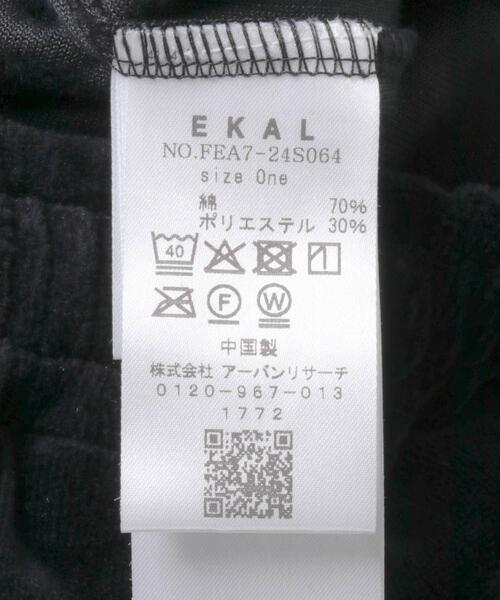 EKAL
NO.FEA7-24S064
size One
綿 70%
ポリエステル 30%
40
F W
中国製
株式会社 アーバンリサーチ
0120-967-013
1772